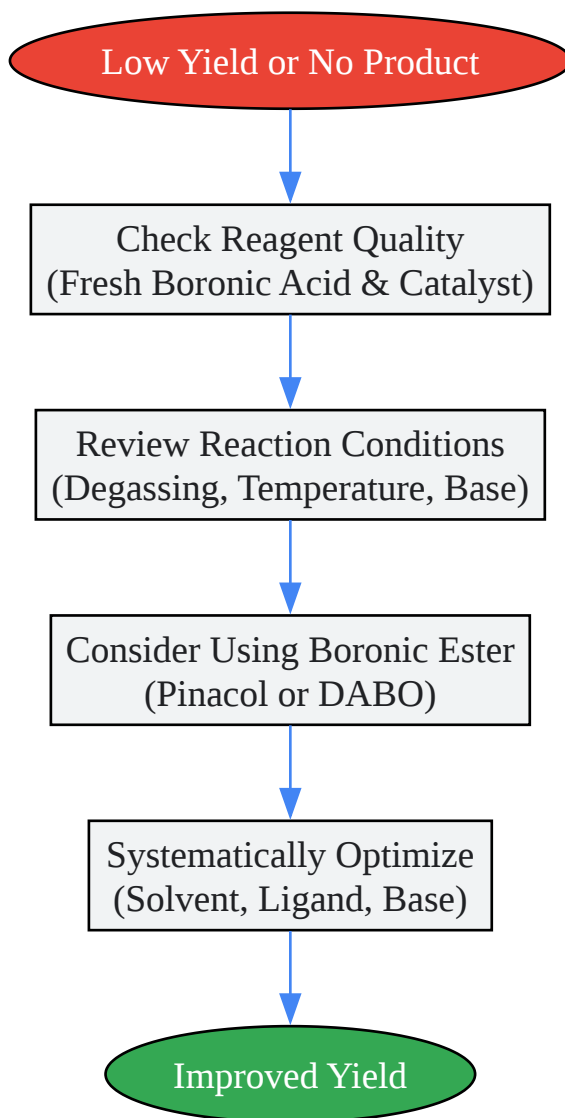 Low Yield or No Product
Check Reagent Quality
(Fresh Boronic Acid & Catalyst)
Review Reaction Conditions
(Degassing, Temperature, Base)
Consider Using Boronic Ester
(Pinacol or DABO)
Systematically Optimize
(Solvent, Ligand, Base)
Improved Yield